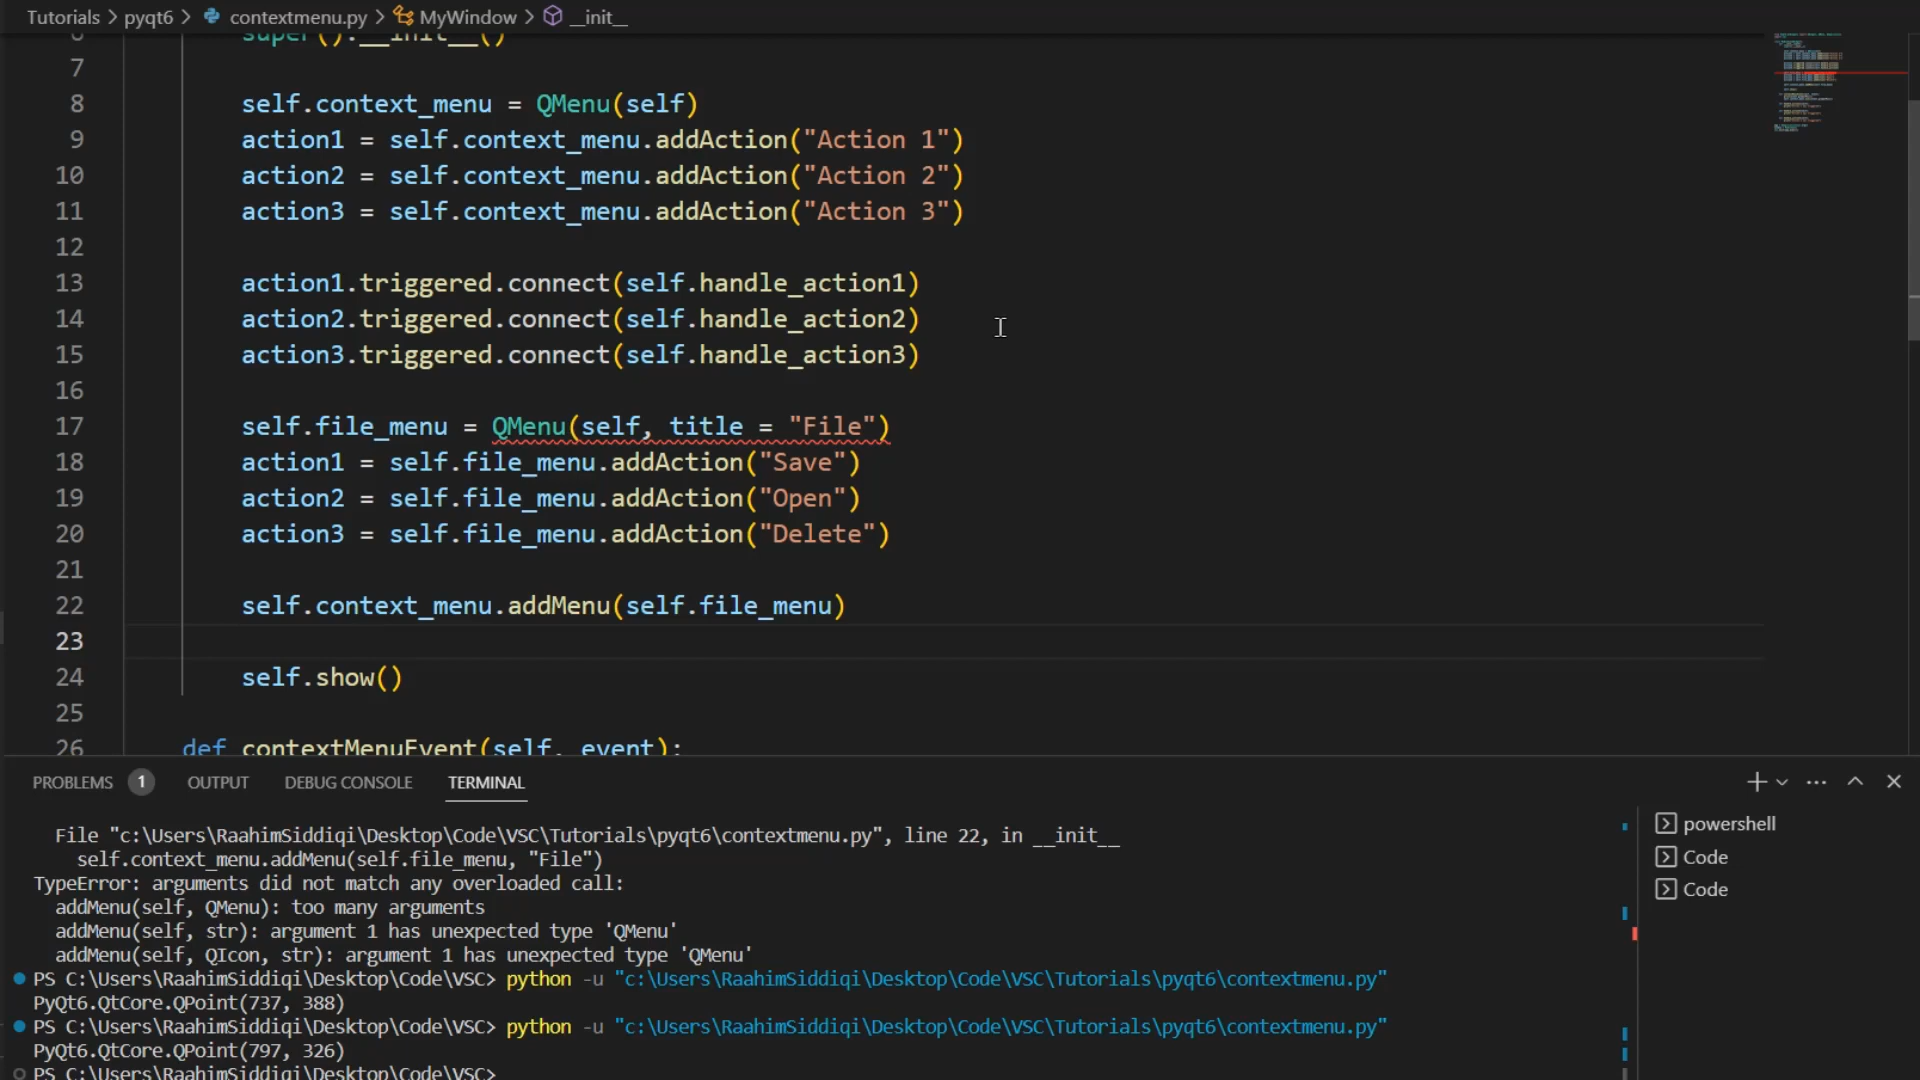 Tutorials > pyqt6 > contextmenu.py > MyWindow > __init__
6 super().__init__()
7
8 self.context_menu = QMenu(self)
9 action1 = self.context_menu.addAction("Action 1")
10 action2 = self.context_menu.addAction("Action 2")
11 action3 = self.context_menu.addAction("Action 3")
12
13 action1.triggered.connect(self.handle_action1)
14 action2.triggered.connect(self.handle_action2)
15 action3.triggered.connect(self.handle_action3)
16
17 self.file_menu = QMenu(self, title = "File")
18 action1 = self.file_menu.addAction("Save")
19 action2 = self.file_menu.addAction("Open")
20 action3 = self.file_menu.addAction("Delete")
21
22 self.context_menu.addMenu(self.file_menu)
23
24 self.show()
25
26 def contextMenuEvent(self, event):
PROBLEMS 1 OUTPUT DEBUG CONSOLE TERMINAL
File "c:\Users\RaahimSiddiqi\Desktop\Code\VSC\Tutorials\pyqt6\contextmenu.py", line 22, in __init__
self.context_menu.addMenu(self.file_menu, "File")
TypeError: arguments did not match any overloaded call:
addMenu(self, QMenu): too many arguments
addMenu(self, str): argument 1 has unexpected type 'QMenu'
addMenu(self, QIcon, str): argument 1 has unexpected type 'QMenu'
PS C:\Users\RaahimSiddiqi\Desktop\Code\VSC> python -u "c:\Users\RaahimSiddiqi\Desktop\Code\VSC\Tutorials\pyqt6\contextmenu.py"
PyQt6.QtCore.QPoint(737, 388)
PS C:\Users\RaahimSiddiqi\Desktop\Code\VSC> python -u "c:\Users\RaahimSiddiqi\Desktop\Code\VSC\Tutorials\pyqt6\contextmenu.py"
PyQt6.QtCore.QPoint(797, 326)
PS C:\Users\RaahimSiddiqi\Desktop\Code\VSC>
powershell
Code
Code